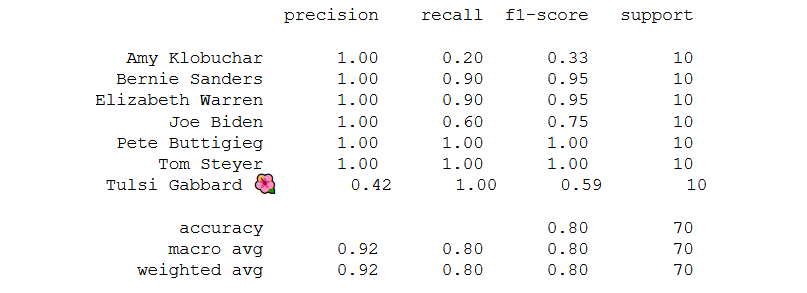 precision recall f1-score support
Amy Klobuchar 1.00 0.20 0.33 10
Bernie Sanders 1.00 0.90 0.95 10
Elizabeth Warren 1.00 0.90 0.95 10
Joe Biden 1.00 0.60 0.75 10
Pete Buttigieg 1.00 1.00 1.00 10
Tom Steyer 1.00 1.00 1.00 10
Tulsi Gabbard 🌺 0.42 1.00 0.59 10
accuracy 0.80 70
macro avg 0.92 0.80 0.80 70
weighted avg 0.92 0.80 0.80 70